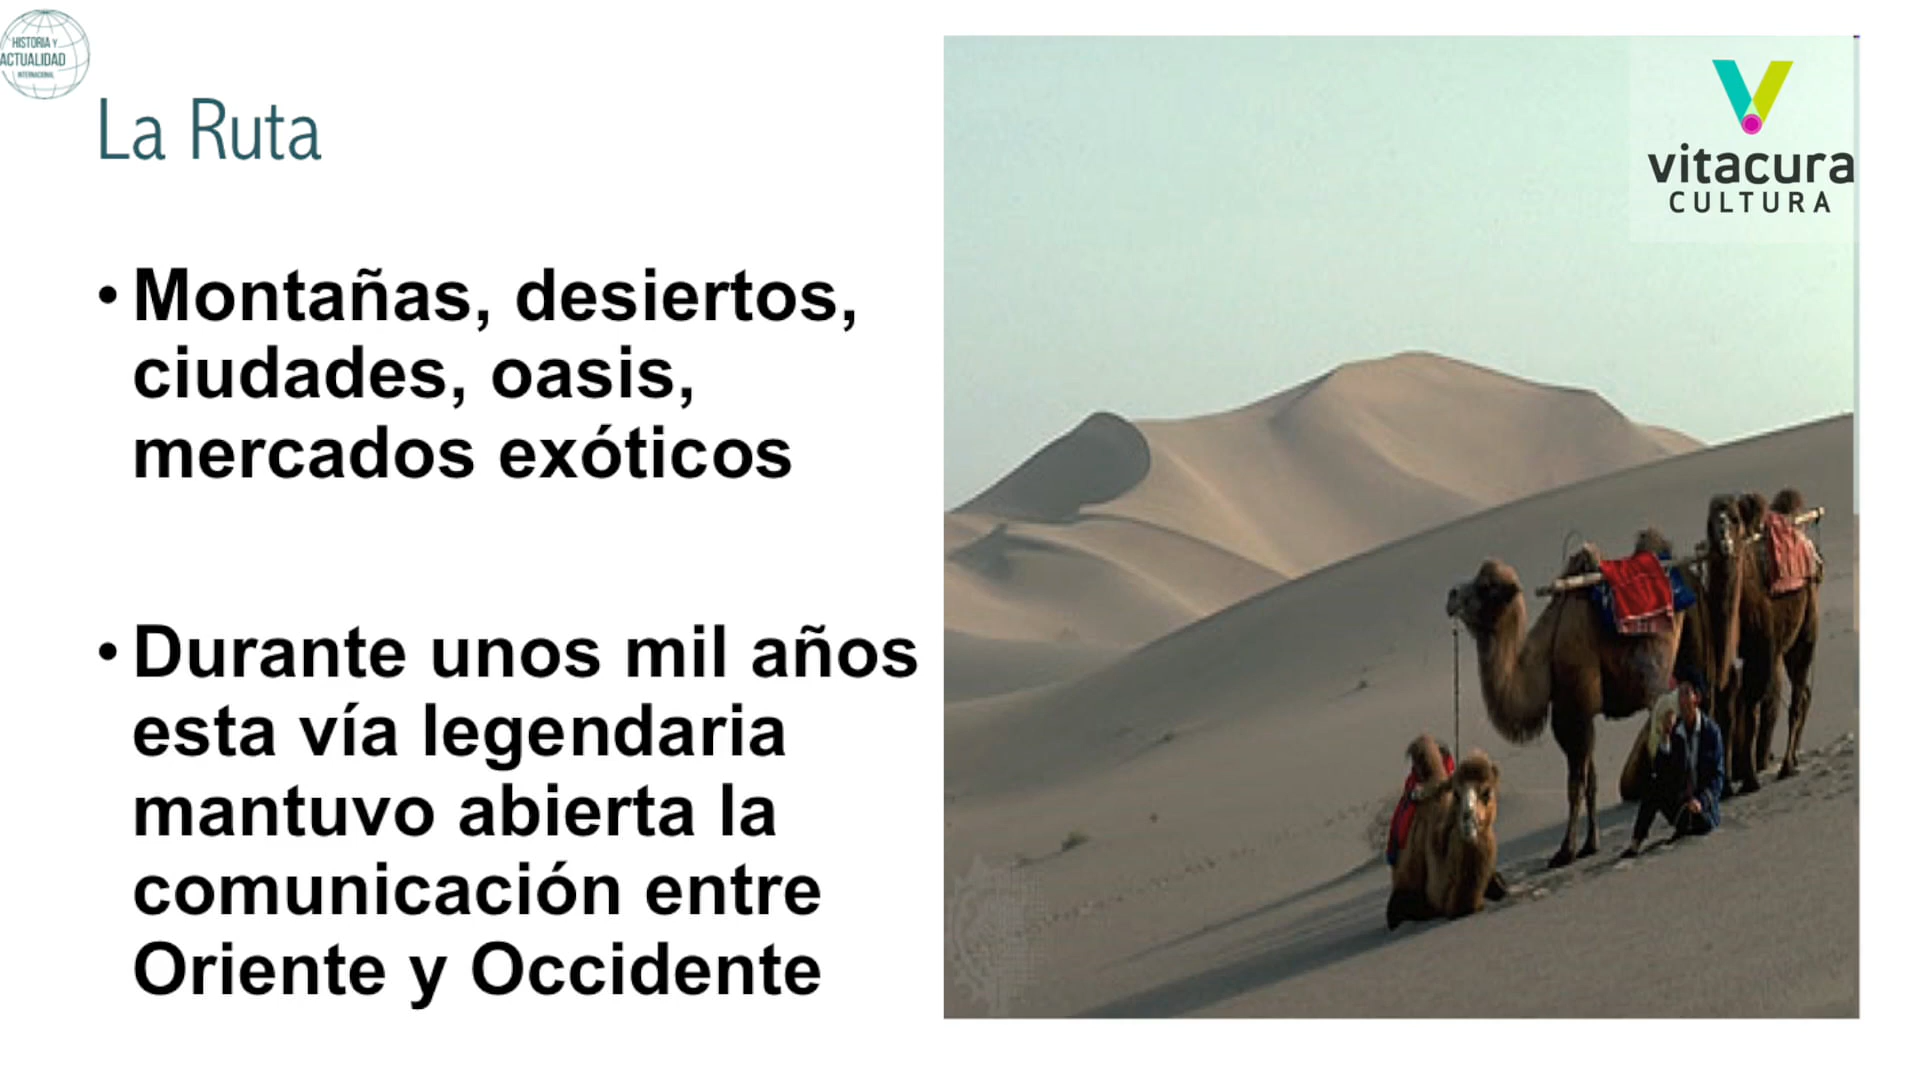 HISTORIA Y
ACTUALIDAD
INTERNACIONAL
La Ruta
vitacura
CULTURA
• Montañas, desiertos,
ciudades, oasis,
mercados exóticos
• Durante unos mil años
esta vía legendaria
mantuvo abierta la
comunicación entre
Oriente y Occidente